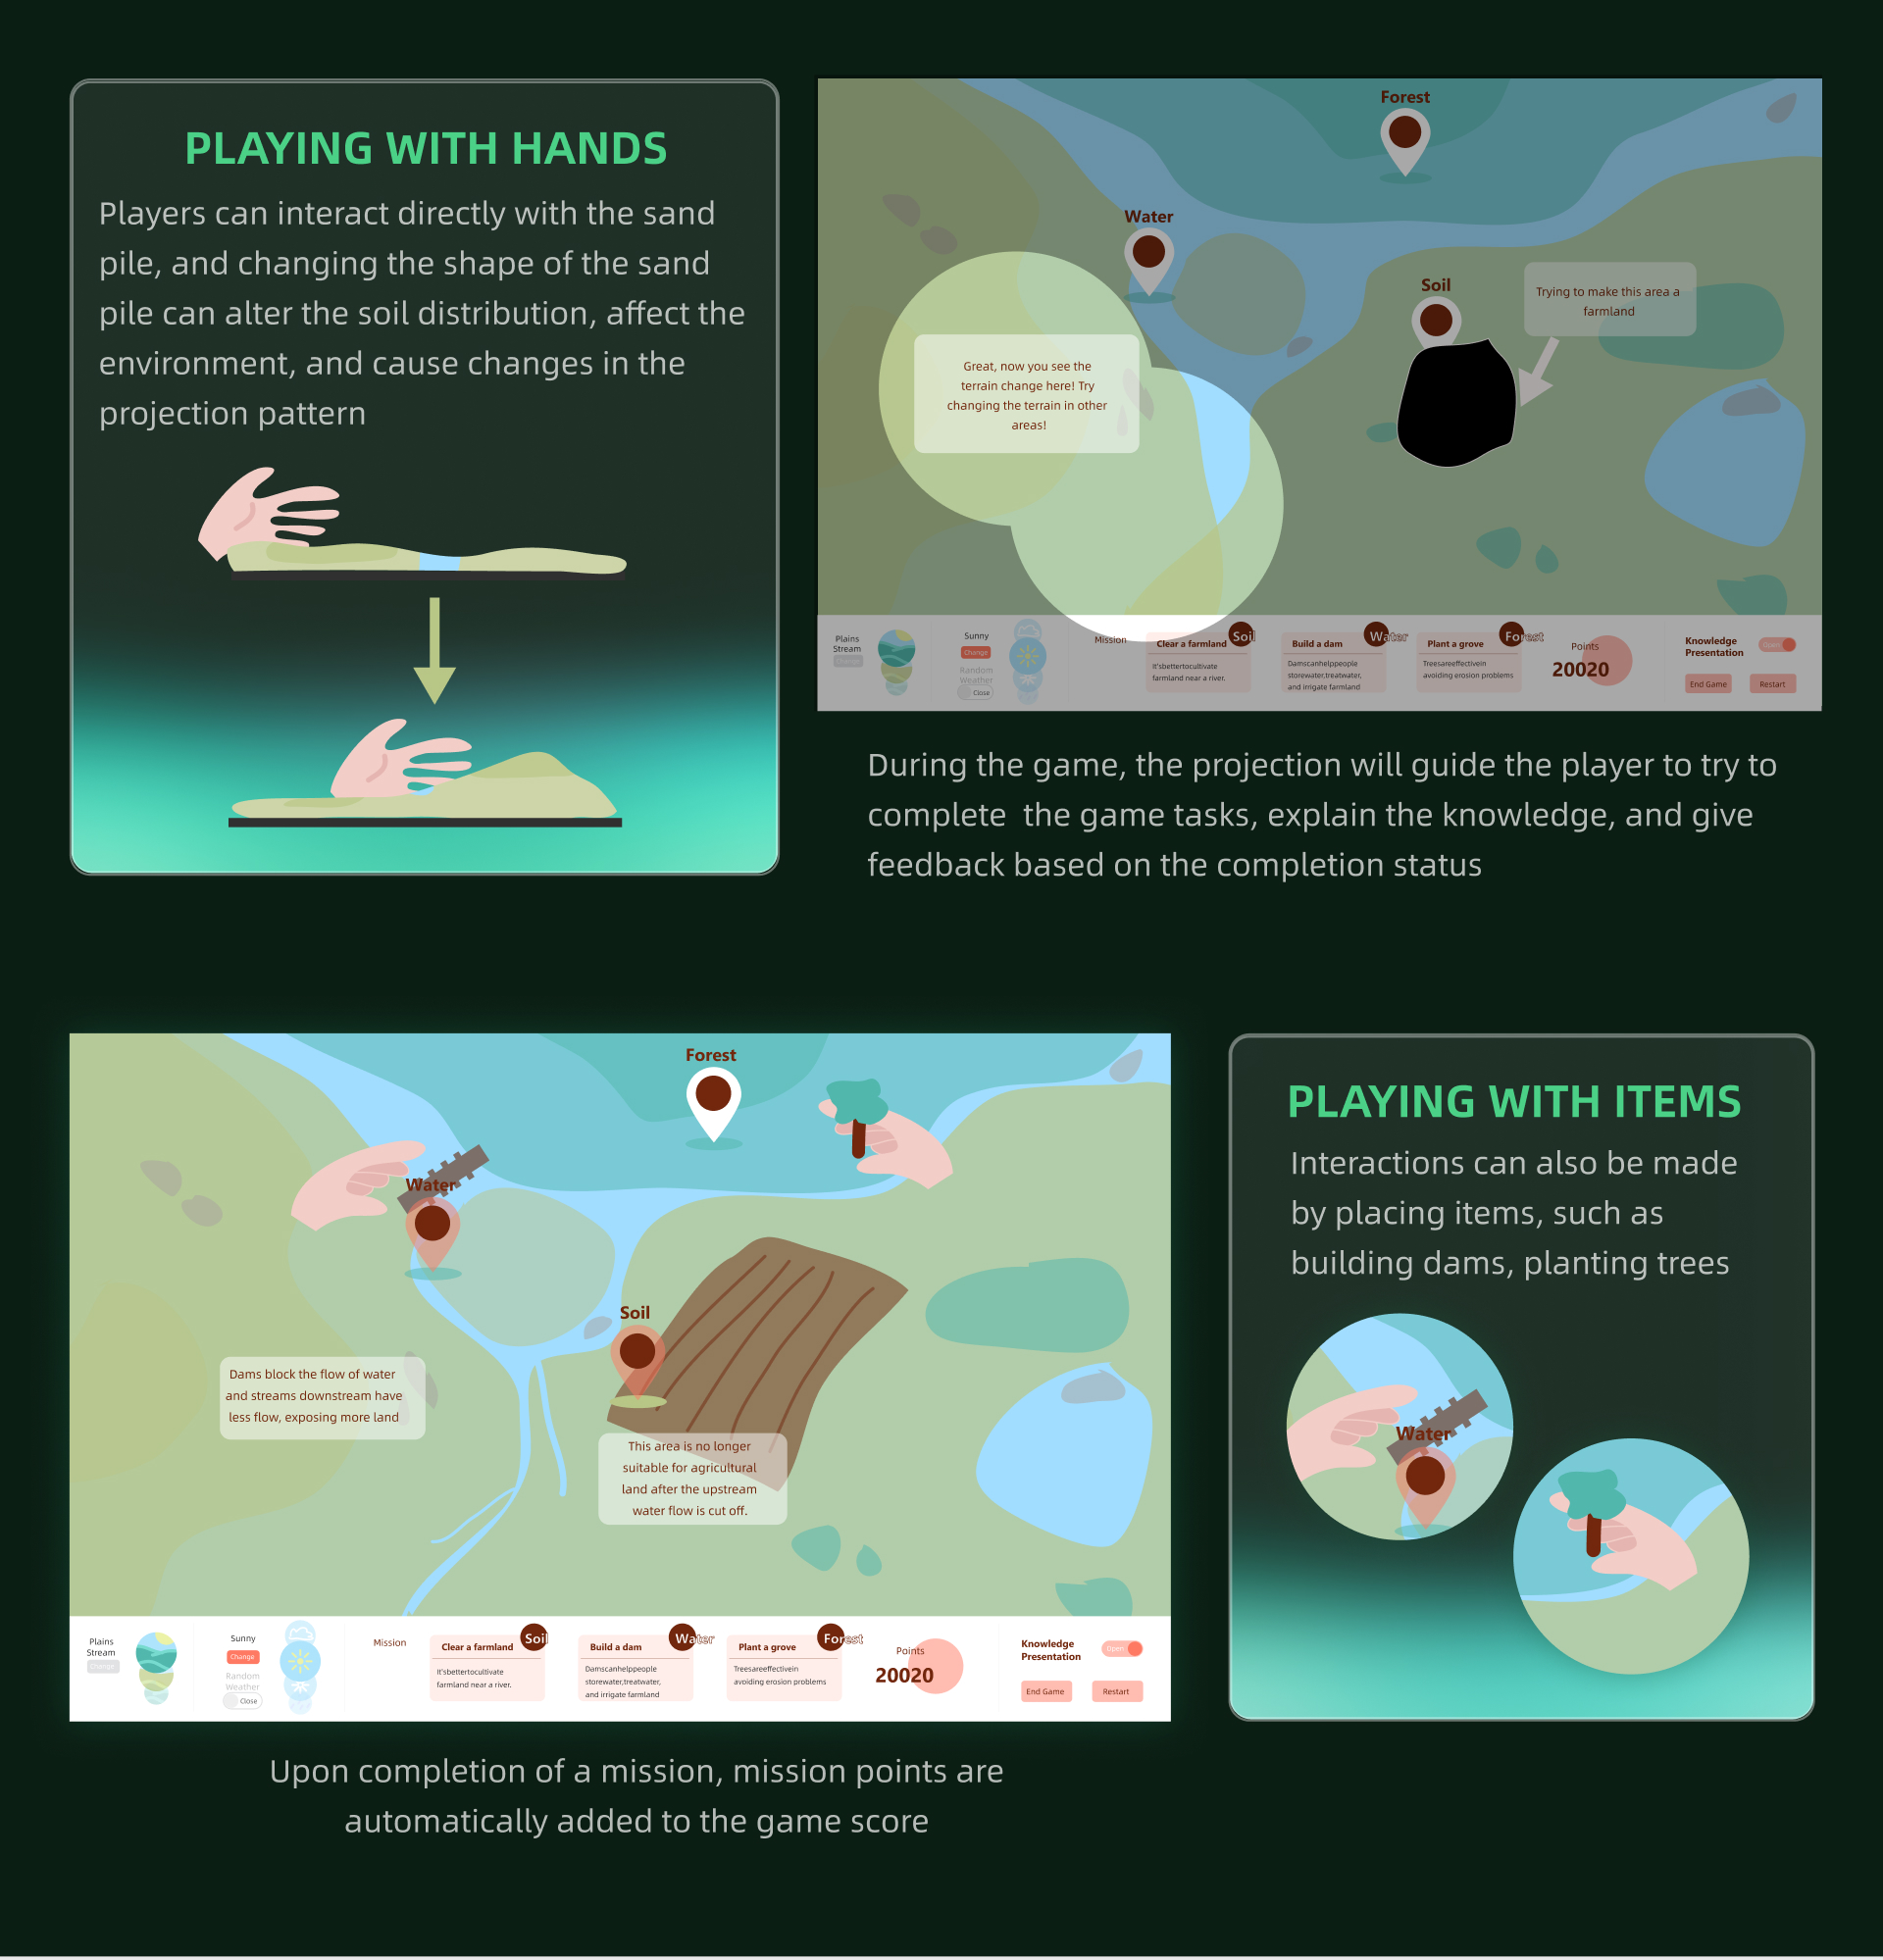 PLAYING WITH HANDS
Players can interact directly with the sand
pile, and changing the shape of the sand
pile can alter the soil distribution, affect the
environment, and cause changes in the
projection pattern
Forest
Water
Soil
Trying to make this area a
farmland
Great, now you see the
terrain change here! Try
changing the terrain in other
areas!
Plains
Stream
Change
Sunny
Change
Random
Weather
Close
Mission
Clear a farmland
Soil
It'sbettertocultivate
farmland near a river.
Build a dam
Water
Damscanhelppeople
storewater,treatwater,
and irrigate farmland
Plant a grove
Forest
Treesareeffectivein
avoiding erosion problems
Points
20020
Knowledge
Presentation
Open
End Game
Restart
During the game, the projection will guide the player to try to
complete  the game tasks, explain the knowledge, and give
feedback based on the completion status
Forest
Water
Soil
Dams block the flow of water
and streams downstream have
less flow, exposing more land
This area is no longer
suitable for agricultural
land after the upstream
water flow is cut off.
Plains
Stream
Change
Sunny
Change
Random
Weather
Close
Mission
Clear a farmland
Soil
It'sbettertocultivate
farmland near a river.
Build a dam
Water
Damscanhelppeople
storewater,treatwater,
and irrigate farmland
Plant a grove
Forest
Treesareeffectivein
avoiding erosion problems
Points
20020
Knowledge
Presentation
Open
End Game
Restart
PLAYING WITH ITEMS
Interactions can also be made
by placing items, such as
building dams, planting trees
Water
Upon completion of a mission, mission points are
automatically added to the game score